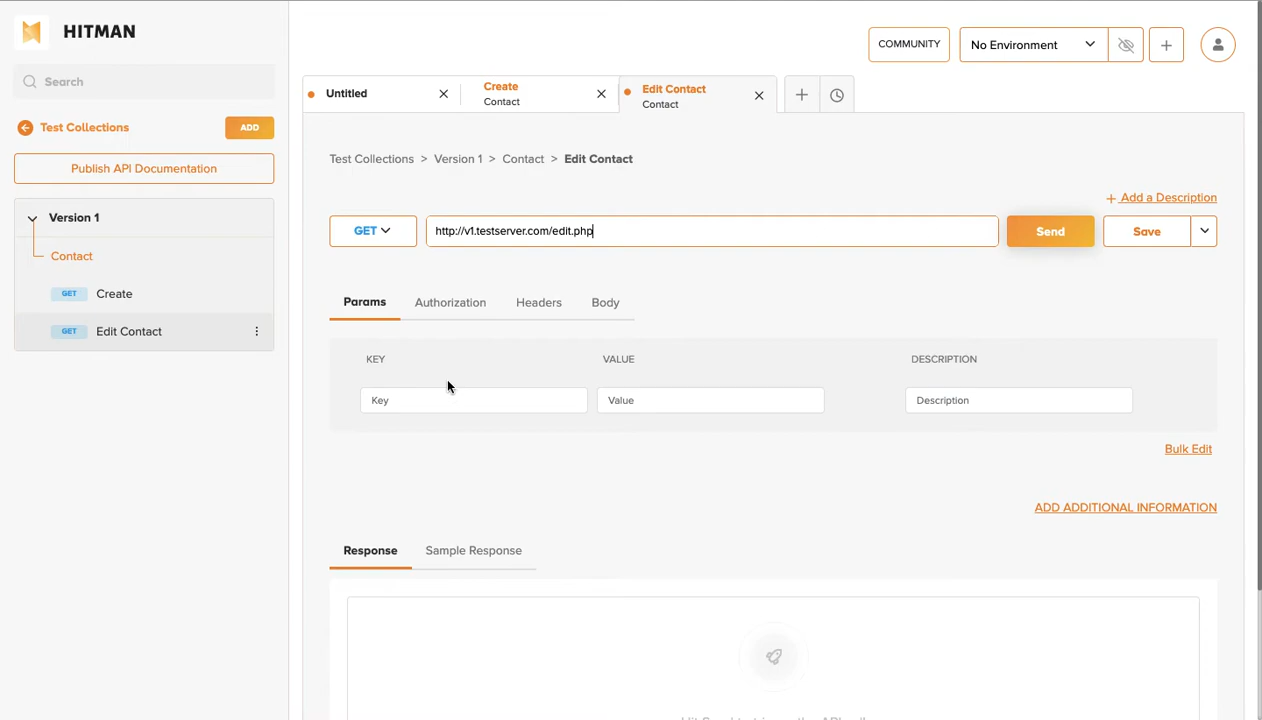 HITMAN
COMMUNITY
No Environment
Search
Untitled
Create
Contact
Edit Contact
Contact
Test Collections
ADD
Publish API Documentation
Version 1
Contact
GET Create
GET Edit Contact
Test Collections > Version 1 > Contact > Edit Contact
+ Add a Description
GET
http://v1.testserver.com/edit.php
Send
Save
Params
Authorization
Headers
Body
KEY
VALUE
DESCRIPTION
Key
Value
Description
Bulk Edit
ADD ADDITIONAL INFORMATION
Response
Sample Response